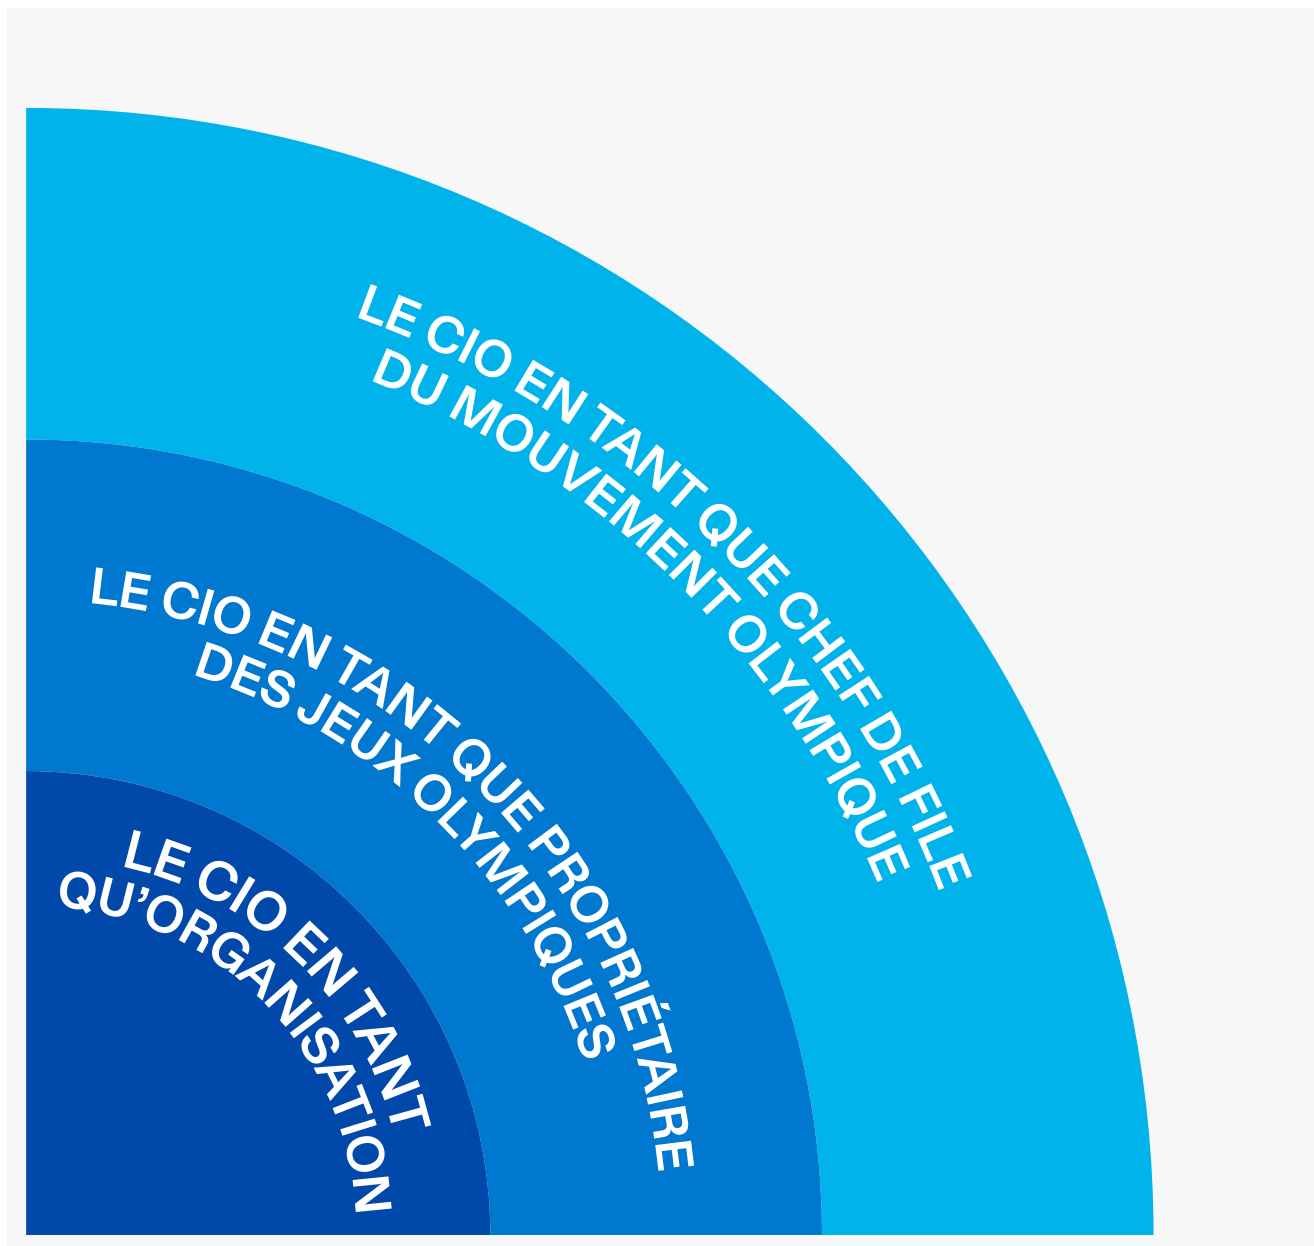 LE CIO EN TANT QUE CHEF DE FILE
DU MOUVEMENT OLYMPIQUE
LE CIO EN TANT QUE PROPRIÉTAIRE
DES JEUX OLYMPIQUES
LE CIO EN TANT
QU’ORGANISATION